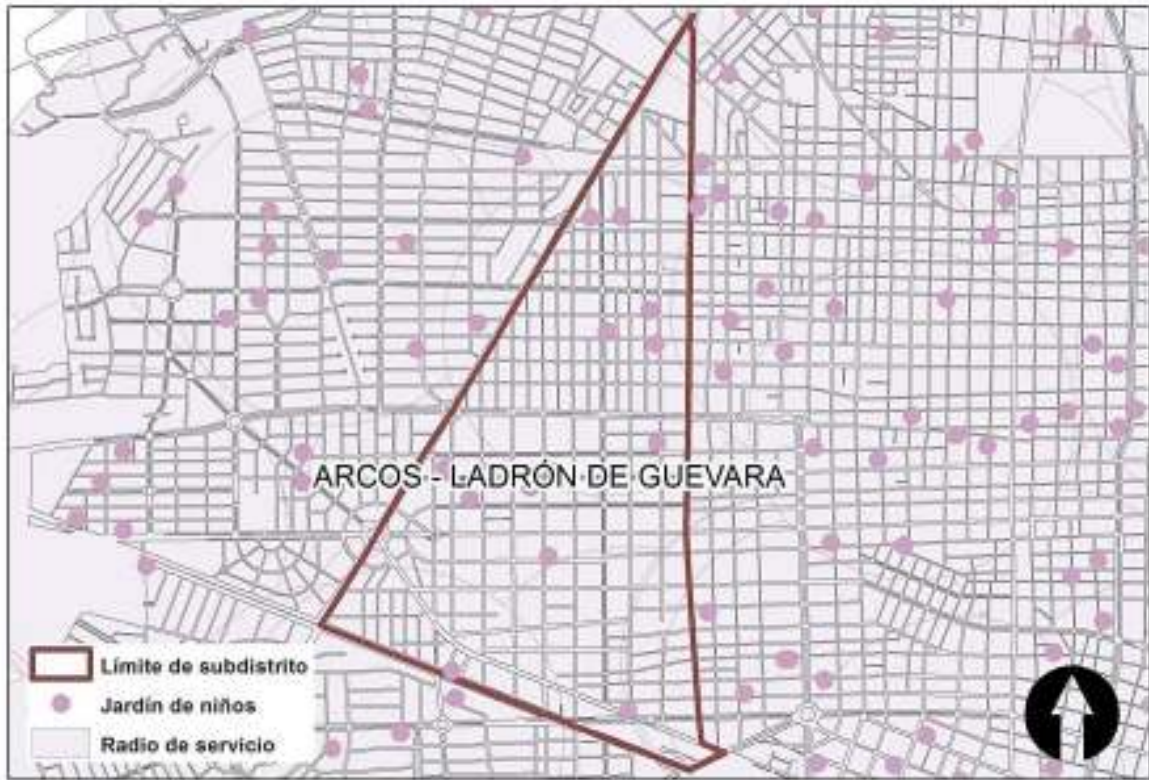 ARCOS - LADRÓN DE GUEVARA
Límite de subdistrito
Jardín de niños
Radio de servicio